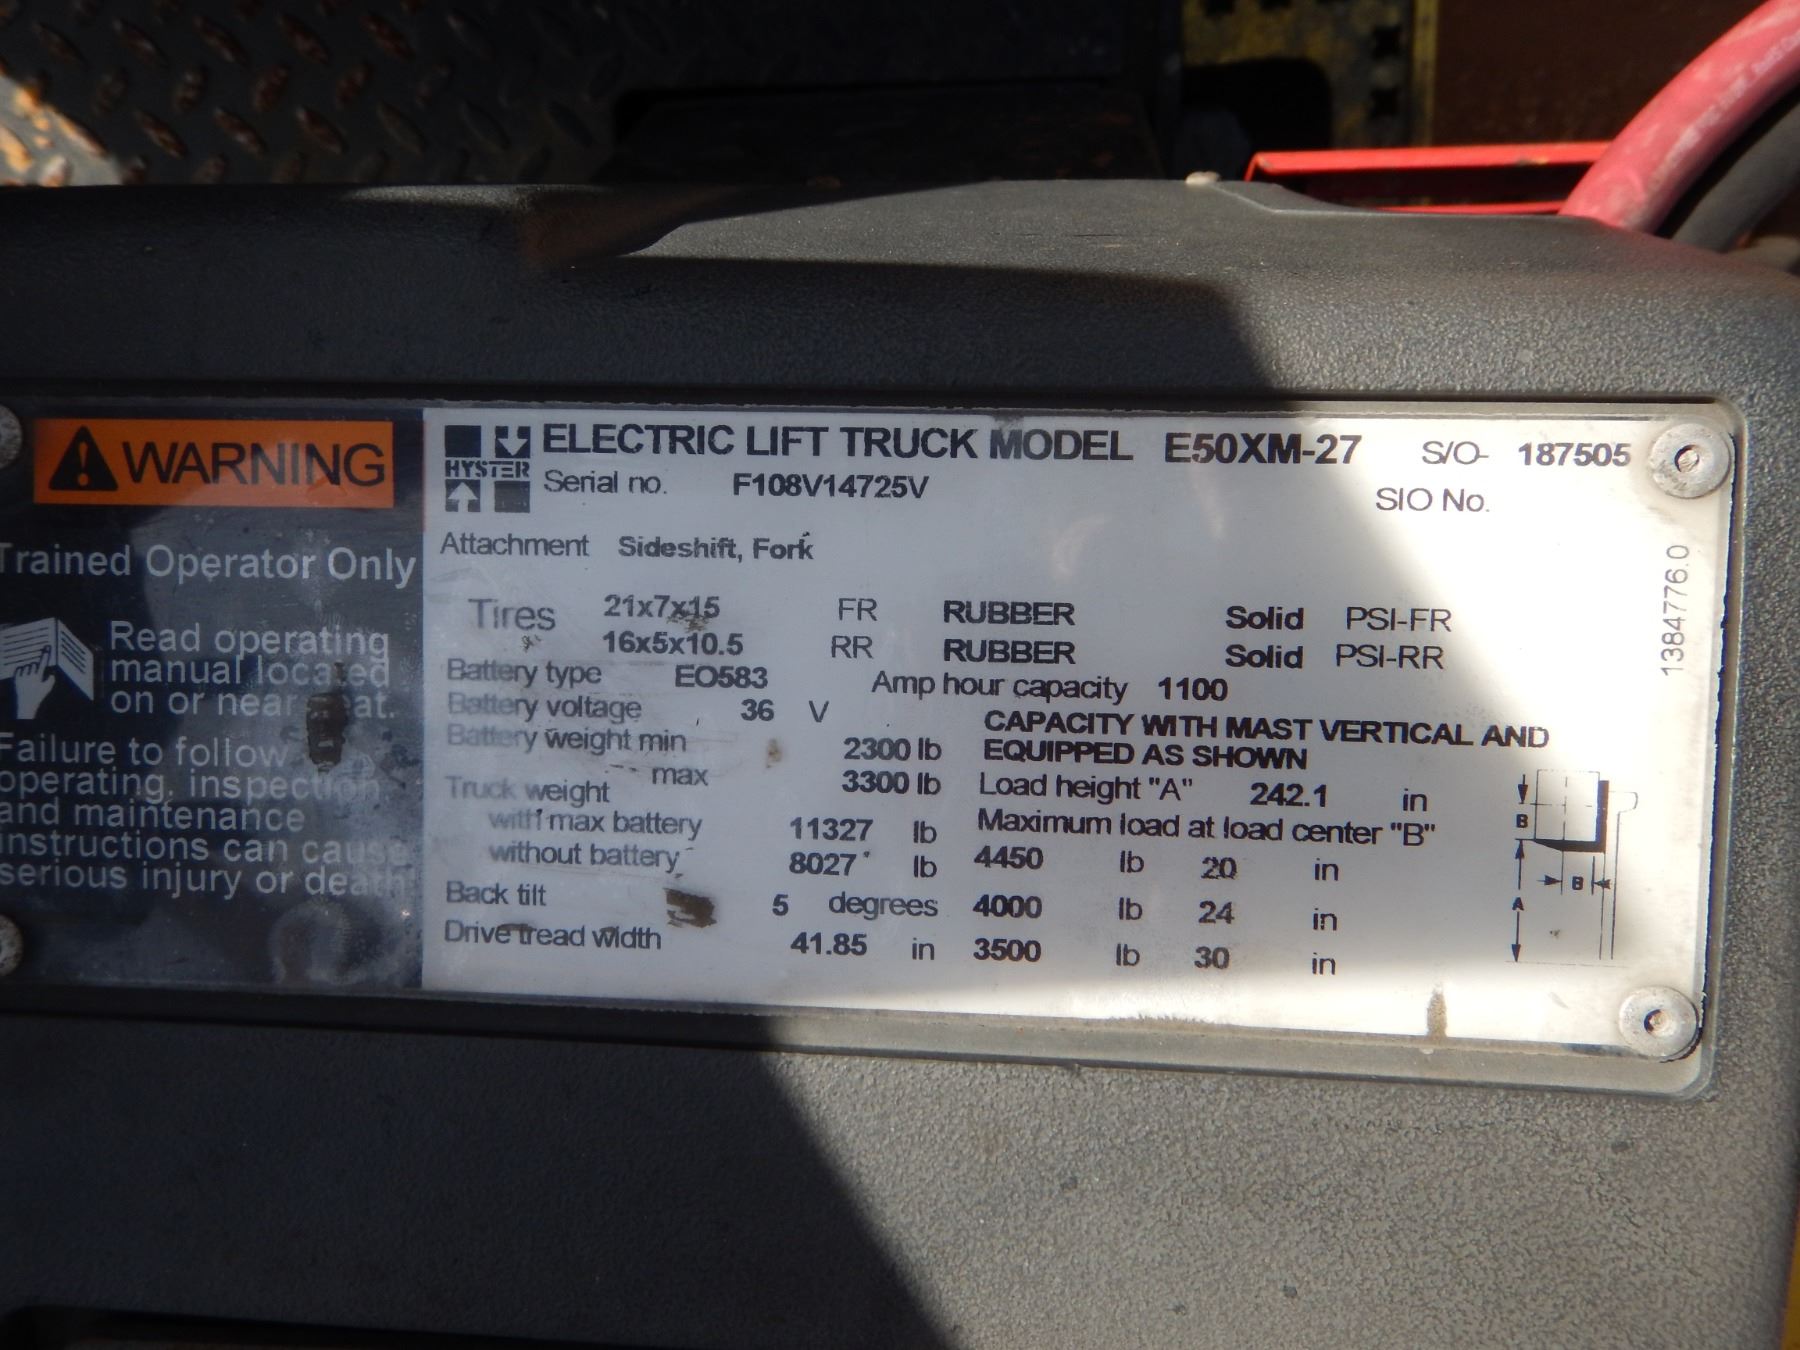 WARNING
Trained Operator Only
Read operating
manual located
on or near seat.
Failure to follow
operating, inspection
and maintenance
instructions can cause
serious injury or death
HYSTER
ELECTRIC LIFT TRUCK MODEL E50XM-27 S/O- 187505
Serial no. F108V14725V SIO No.
Attachment Sideshift, Fork
Tires 21x7x15 FR RUBBER Solid PSI-FR
16x5x10.5 RR RUBBER Solid PSI-RR
Battery type EO583 Amp hour capacity 1100
Battery voltage 36 V CAPACITY WITH MAST VERTICAL AND
Battery weight min 2300 lb EQUIPPED AS SHOWN
max 3300 lb Load height "A" 242.1 in
Truck weight
with max battery 11327 lb Maximum load at load center "B"
without battery 8027 lb 4450 lb 20 in
Back tilt 5 degrees 4000 lb 24 in
Drive tread width 41.85 in 3500 lb 30 in
B
B
A
1384776.0